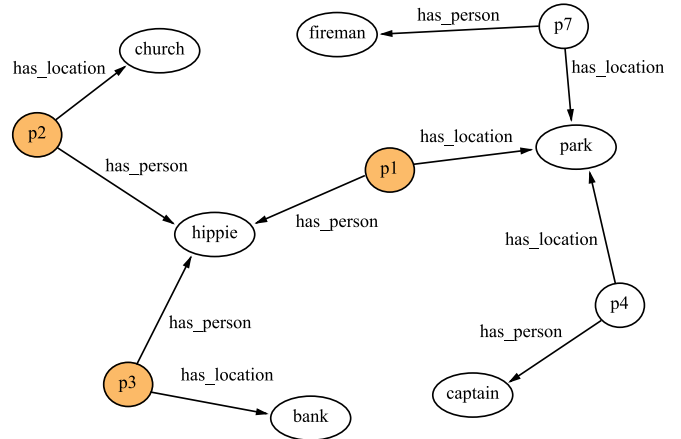 has_person
p7
fireman
church
has_location
has_location
p2
has_location
park
has_person
p1
has_person
hippie
has_location
p4
has_person
has_person
has_location
p3
captain
bank